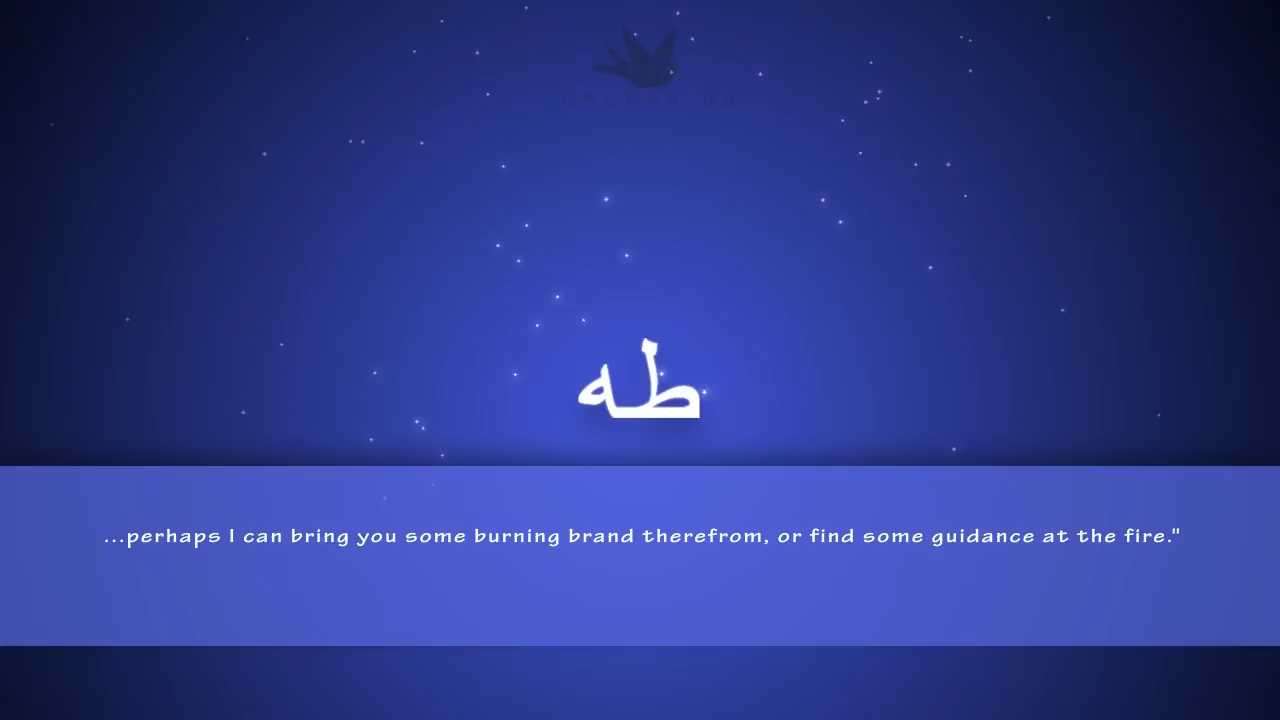 طه
...perhaps I can bring you some burning brand therefrom, or find some guidance at the fire."